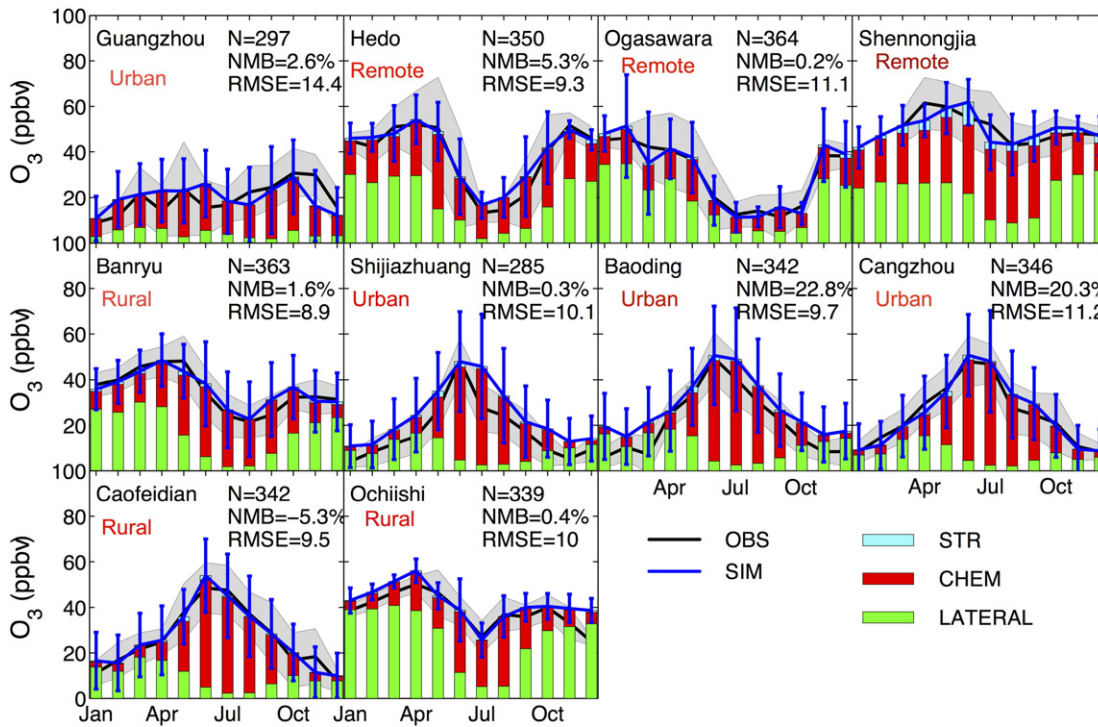 100
80
60
40
20
O3 (ppbv)
Guangzhou N=297
NMB=2.6%
Urban
RMSE=14.4
Hedo N=350
NMB=5.3%
Remote
RMSE=9.3
Ogasawara N=364
NMB=0.2%
Remote
RMSE=11.1
Shennongjia
Remote
100
80
60
40
20
O3 (ppbv)
Banryu N=363
NMB=1.6%
Rural
RMSE=8.9
Shijiazhuang N=285
NMB=0.3%
Urban
RMSE=10.1
Baoding N=342
NMB=22.8%
Urban
RMSE=9.7
Cangzhou N=346
NMB=20.3%
Urban
RMSE=11.2
Apr Jul Oct
Apr Jul Oct
100
80
60
40
20
0
O3 (ppbv)
Caofeidian N=342
NMB=−5.3%
Rural
RMSE=9.5
Ochiishi N=339
NMB=0.4%
Rural
RMSE=10
Jan Apr Jul Oct Jan Apr Jul Oct
OBS
SIM
STR
CHEM
LATERAL